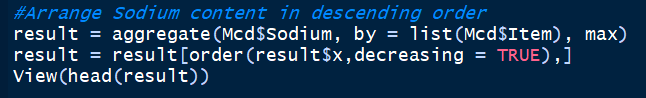 #Arrange Sodium content in descending order
result = aggregate(Mcd$Sodium, by = list(Mcd$Item), max)
result = result[order(result$x,decreasing = TRUE),]
View(head(result))